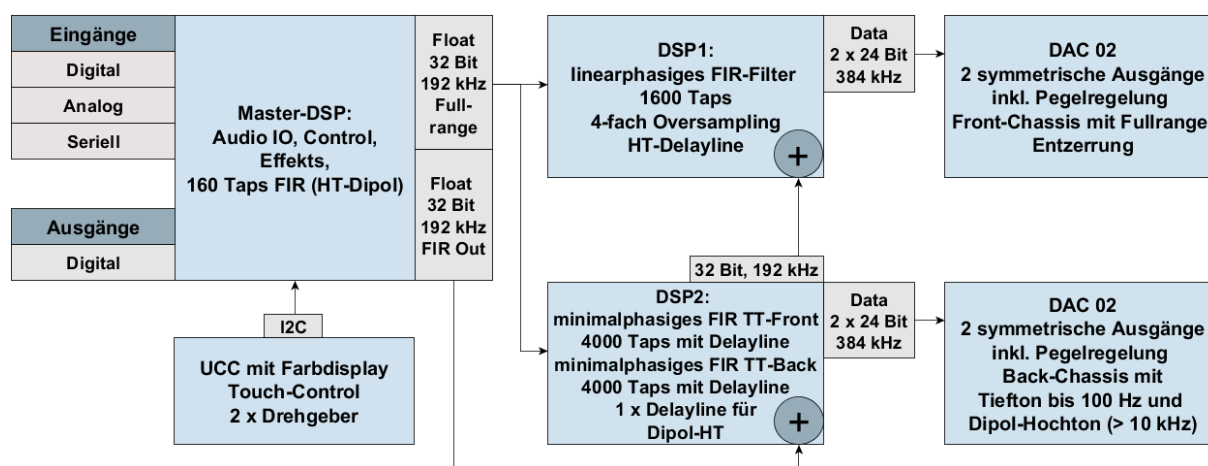 Eingänge
Digital
Analog
Seriell
Ausgänge
Digital
Master-DSP:
Audio IO, Control,
Effekts,
160 Taps FIR (HT-Dipol)
Float
32 Bit
192 kHz
Full-
range
Float
32 Bit
192 kHz
FIR Out
I2C
UCC mit Farbdisplay
Touch-Control
2 x Drehgeber
DSP1:
linearphasiges FIR-Filter
1600 Taps
4-fach Oversampling
HT-Delayline
+
Data
2 x 24 Bit
384 kHz
DAC 02
2 symmetrische Ausgänge
inkl. Pegelregelung
Front-Chassis mit Fullrange
Entzerrung
32 Bit, 192 kHz
DSP2:
minimalphasiges FIR TT-Front
4000 Taps mit Delayline
minimalphasiges FIR TT-Back
4000 Taps mit Delayline
1 x Delayline für
Dipol-HT
+
Data
2 x 24 Bit
384 kHz
DAC 02
2 symmetrische Ausgänge
inkl. Pegelregelung
Back-Chassis mit
Tiefton bis 100 Hz und
Dipol-Hochton (> 10 kHz)